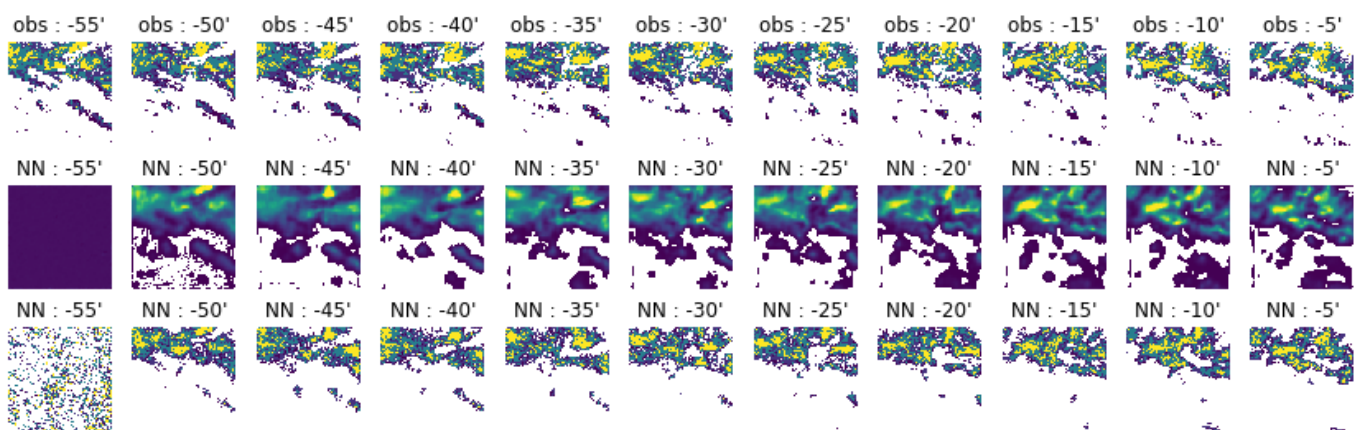 obs : -55' obs : -50' obs : -45' obs : -40' obs : -35' obs : -30' obs : -25' obs : -20' obs : -15' obs : -10' obs : -5'
NN : -55' NN : -50' NN : -45' NN : -40' NN : -35' NN : -30' NN : -25' NN : -20' NN : -15' NN : -10' NN : -5'
NN : -55' NN : -50' NN : -45' NN : -40' NN : -35' NN : -30' NN : -25' NN : -20' NN : -15' NN : -10' NN : -5'